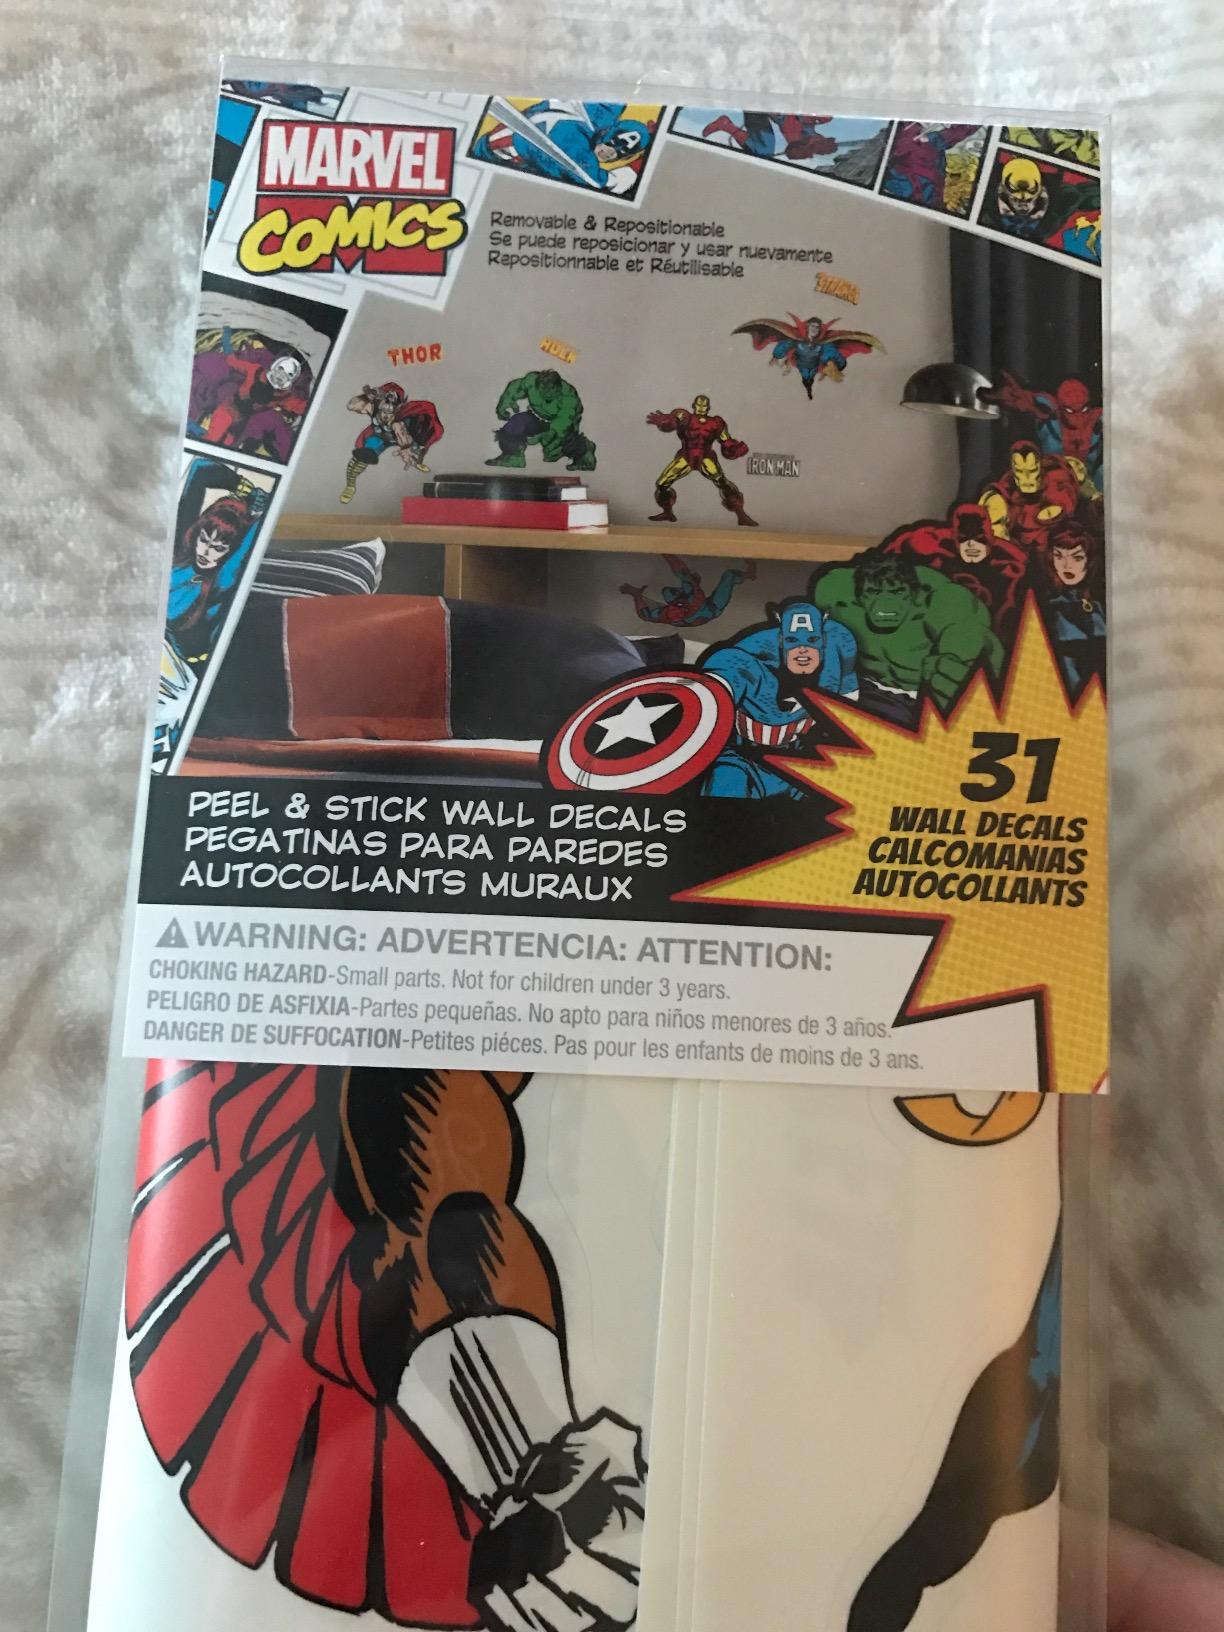 MARVEL
COMICS
Removable & Repositionable
Se puede reposicionar y usar nuevamente
Repositionnable et Réutilisable
STRANGE
THOR
HULK
IRON MAN
A
PEEL & STICK WALL DECALS
PEGATINAS PARA PAREDES
AUTOCOLLANTS MURAUX
31
WALL DECALS
CALCOMANIAS
AUTOCOLLANTS
WARNING: ADVERTENCIA: ATTENTION:
CHOKING HAZARD-Small parts. Not for children under 3 years.
PELIGRO DE ASFIXIA-Partes pequeñas. No apto para niños menores de 3 años.
DANGER DE SUFFOCATION-Petites piéces. Pas pour les enfants de moins de 3 ans.